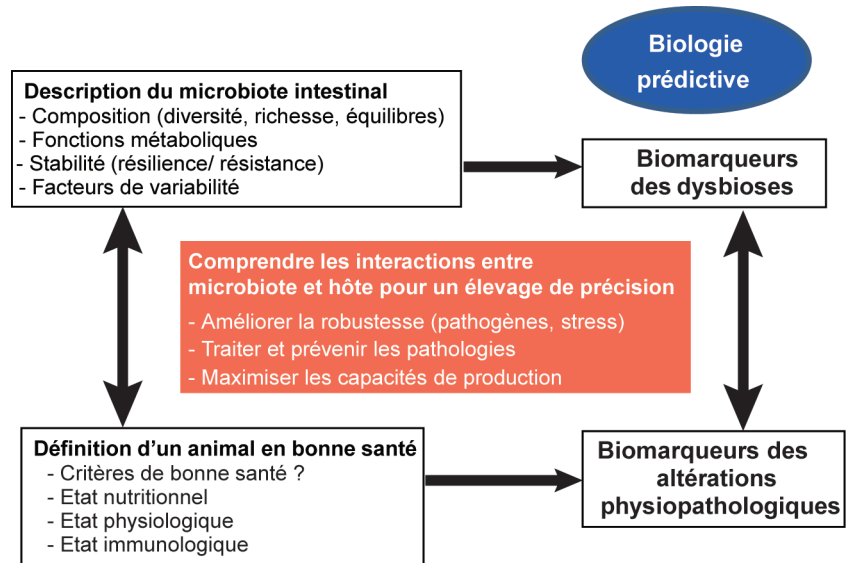 Biologie
prédictive
Description du microbiote intestinal
- Composition (diversité, richesse, équilibres)
- Fonctions métaboliques
- Stabilité (résilience/ résistance)
- Facteurs de variabilité
Biomarqueurs
des dysbioses
Comprendre les interactions entre
microbiote et hôte pour un élevage de précision
- Améliorer la robustesse (pathogènes, stress)
- Traiter et prévenir les pathologies
- Maximiser les capacités de production
Définition d'un animal en bonne santé
- Critères de bonne santé ?
- Etat nutritionnel
- Etat physiologique
- Etat immunologique
Biomarqueurs des
altérations
physiopathologiques